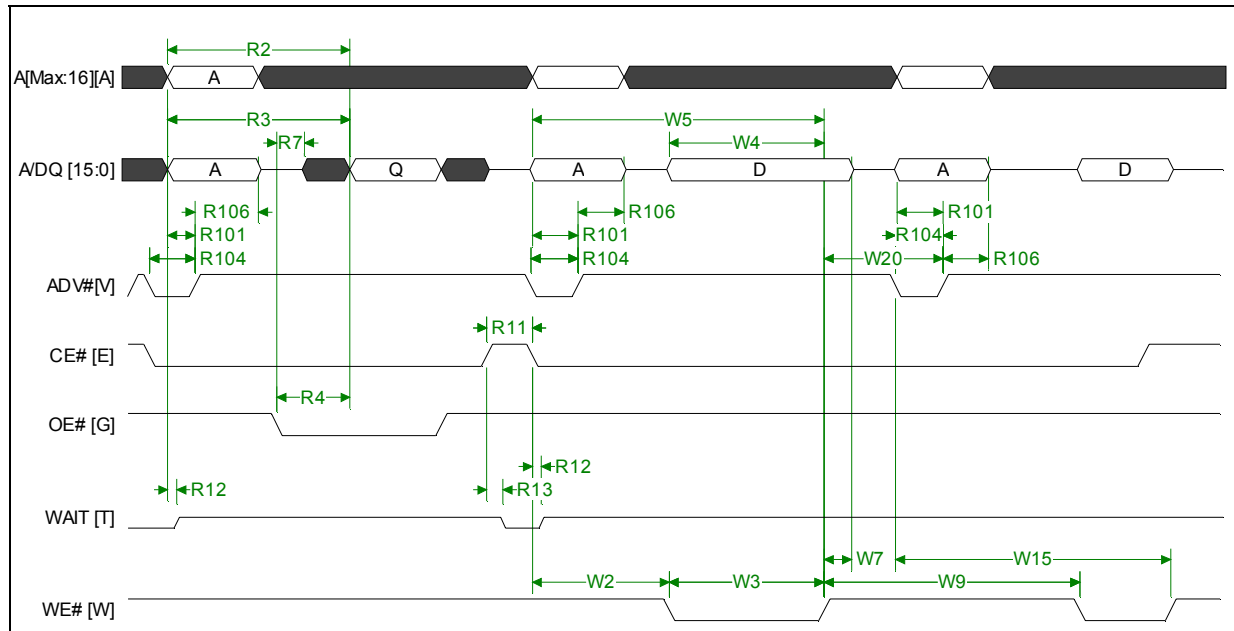 R2
A[Max:16][A] A
R3 W5
R7 W4
A/DQ [15:0] A Q A D A D
R106 R106 R101
R101 R101 R104
R104 R104 W20 R106
ADV#[V]
R11
CE# [E]
R4
OE# [G]
R12
R12 R13
WAIT [T]
W7 W15
W2 W3 W9
WE# [W]